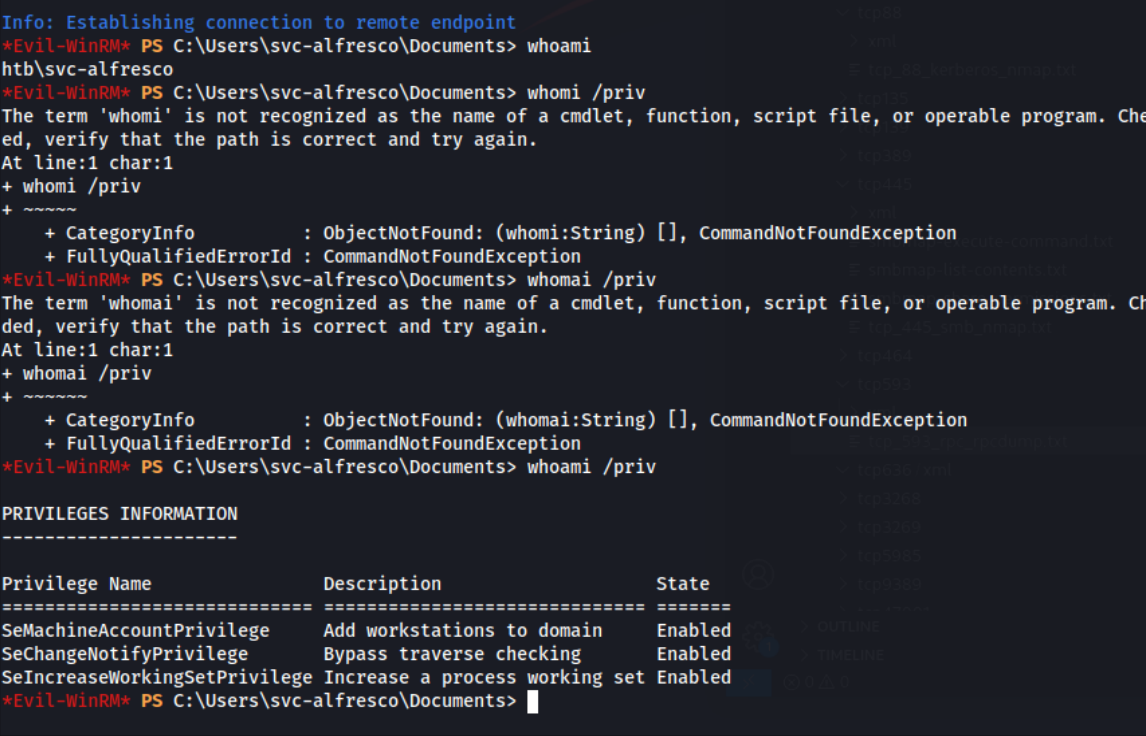 Info: Establishing connection to remote endpoint
*Evil-WinRM* PS C:\Users\svc-alfresco\Documents> whoami
htb\svc-alfresco
*Evil-WinRM* PS C:\Users\svc-alfresco\Documents> whomi /priv
The term 'whomi' is not recognized as the name of a cmdlet, function, script file, or operable program. Che
ed, verify that the path is correct and try again.
At line:1 char:1
+ whomi /priv
+ ~~~~~
    + CategoryInfo          : ObjectNotFound: (whomi:String) [], CommandNotFoundException
    + FullyQualifiedErrorId : CommandNotFoundException
*Evil-WinRM* PS C:\Users\svc-alfresco\Documents> whomai /priv
The term 'whomai' is not recognized as the name of a cmdlet, function, script file, or operable program. Ch
ded, verify that the path is correct and try again.
At line:1 char:1
+ whomai /priv
+ ~~~~~~
    + CategoryInfo          : ObjectNotFound: (whomai:String) [], CommandNotFoundException
    + FullyQualifiedErrorId : CommandNotFoundException
*Evil-WinRM* PS C:\Users\svc-alfresco\Documents> whoami /priv
PRIVILEGES INFORMATION
----------------------
Privilege Name                Description                    State
============================= ============================== =======
SeMachineAccountPrivilege     Add workstations to domain     Enabled
SeChangeNotifyPrivilege       Bypass traverse checking       Enabled
SeIncreaseWorkingSetPrivilege Increase a process working set Enabled
*Evil-WinRM* PS C:\Users\svc-alfresco\Documents>
tcp88
xml
tcp_88_kerberos_nmap.txt
tcp135
tcp389
tcp445
xml
smbmap-list-contents.txt
tcp_445_smb_nmap.txt
tcp464
tcp593
tcp636
xml
tcp3268
tcp3269
tcp5985
tcp9389
OUTLINE
TIMELINE